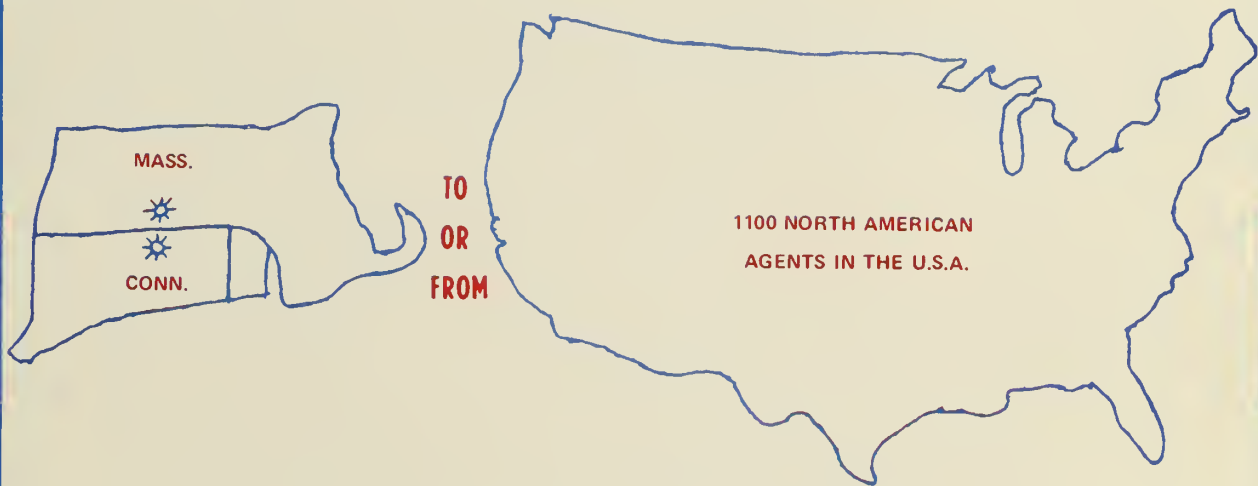 MASS.
CONN.
TO
OR
FROM
1100 NORTH AMERICAN
AGENTS IN THE U.S.A.